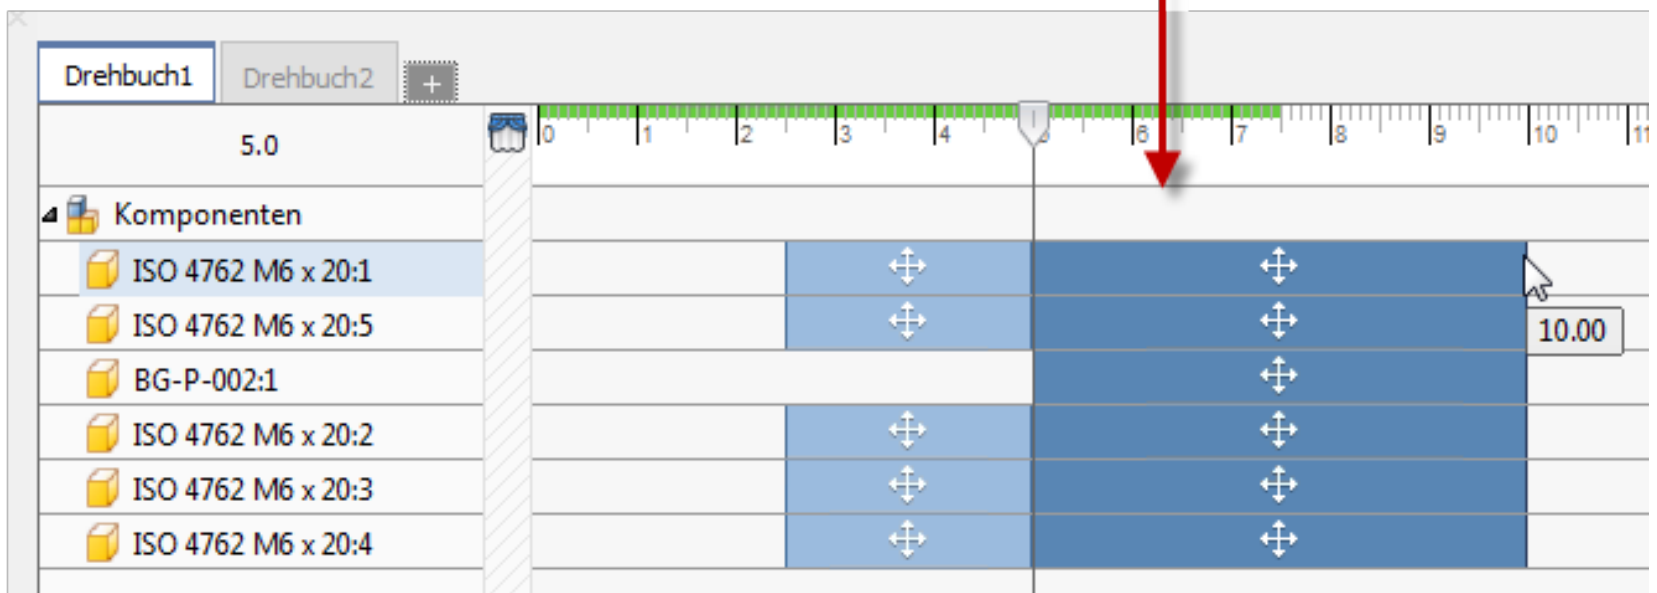 Drehbuch1 Drehbuch2 +
5.0 0 1 2 3 4 5 6 7 8 9 10 11
Komponenten
ISO 4762 M6 x 20:1
ISO 4762 M6 x 20:5
10.00
BG-P-002:1
ISO 4762 M6 x 20:2
ISO 4762 M6 x 20:3
ISO 4762 M6 x 20:4